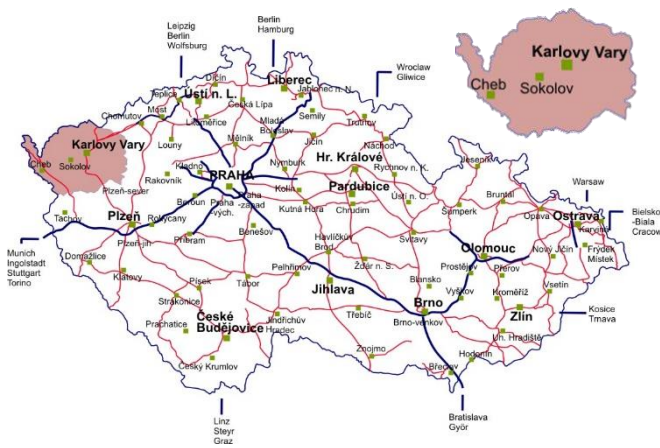 Leipzig
Berlin
Wolfsburg
Berlin
Hamburg
Wroclaw
Gliwice
Karlovy Vary
Cheb
Sokolov
Děčín
Liberec
Teplice
Ústí n. L.
Jablonec n. N.
Most
Česká Lípa
Semily
Chomutov
Litoměřice
Mladá
Boleslav
Trutnov
Louny
Mělník
Jičín
Náchod
Karlovy Vary
Cheb
Sokolov
Kladno
PRAHA
Nymburk
Hr. Králové
Rychnov n. K.
Jeseník
Plzeň-sever
Rakovník
Beroun
Praha
-vých.
Praha
-západ
Kolín
Pardubice
Ústí n. O.
Bruntál
Warsaw
Tachov
Plzeň
Rokycany
Kutná Hora
Chrudim
Šumperk
Opava
Ostrava
Karviná
Bielsko
-Biala
Cracow
Plzeň-jih
Příbram
Benešov
Havlíčkův
Brod
Svitavy
Olomouc
Nový Jičín
Frýdek
Místek
Munich
Ingolstadt
Stuttgart
Torino
Domažlice
Klatovy
Písek
Tábor
Pelhřimov
Žďár n. S.
Prostějov
Přerov
Strakonice
Jihlava
Blansko
Vyškov
Kroměříž
Vsetín
Prachatice
České
Budějovice
Jindřichův
Hradec
Třebíč
Brno
Brno-venkov
Zlín
Uh. Hradiště
Kosice
Trnava
Český Krumlov
Znojmo
Břeclav
Hodonín
Linz
Steyr
Graz
Bratislava
Györ